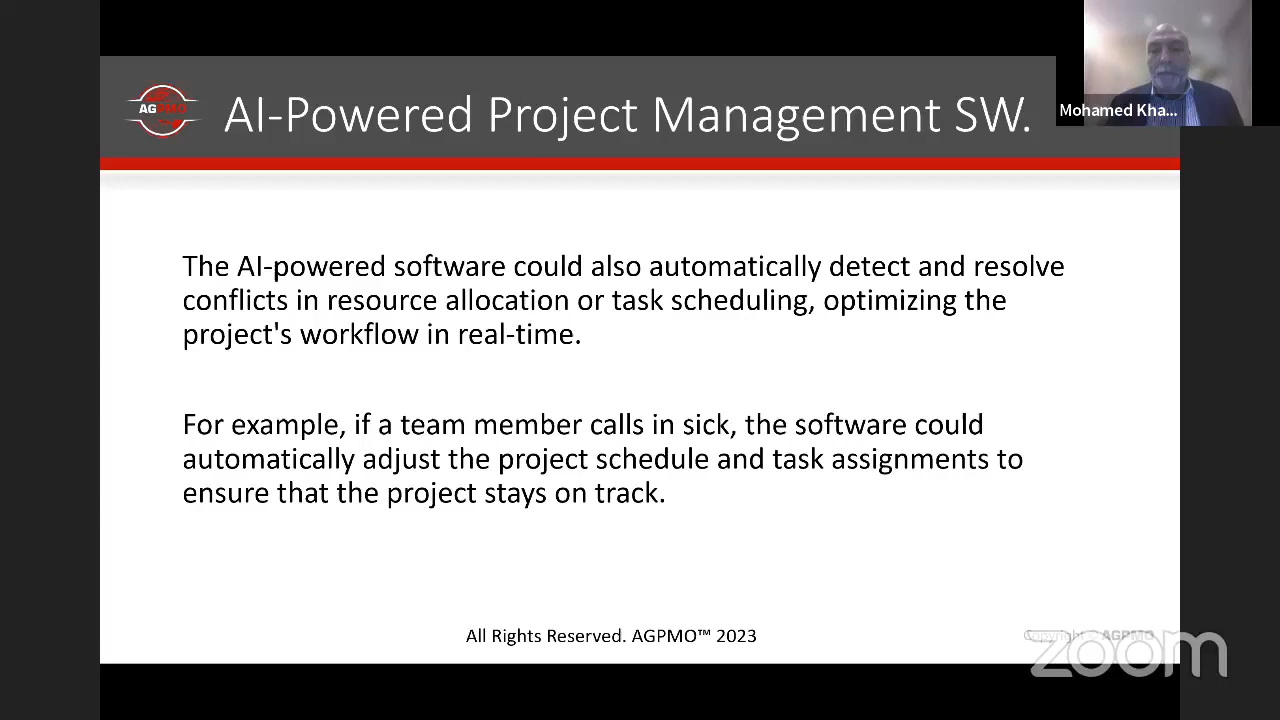 AGPMO
AI-Powered Project Management SW.
Mohamed Kha...
The AI-powered software could also automatically detect and resolve
conflicts in resource allocation or task scheduling, optimizing the
project's workflow in real-time.
For example, if a team member calls in sick, the software could
automatically adjust the project schedule and task assignments to
ensure that the project stays on track.
All Rights Reserved. AGPMO™ 2023
Copyright © AGPMO
zoom